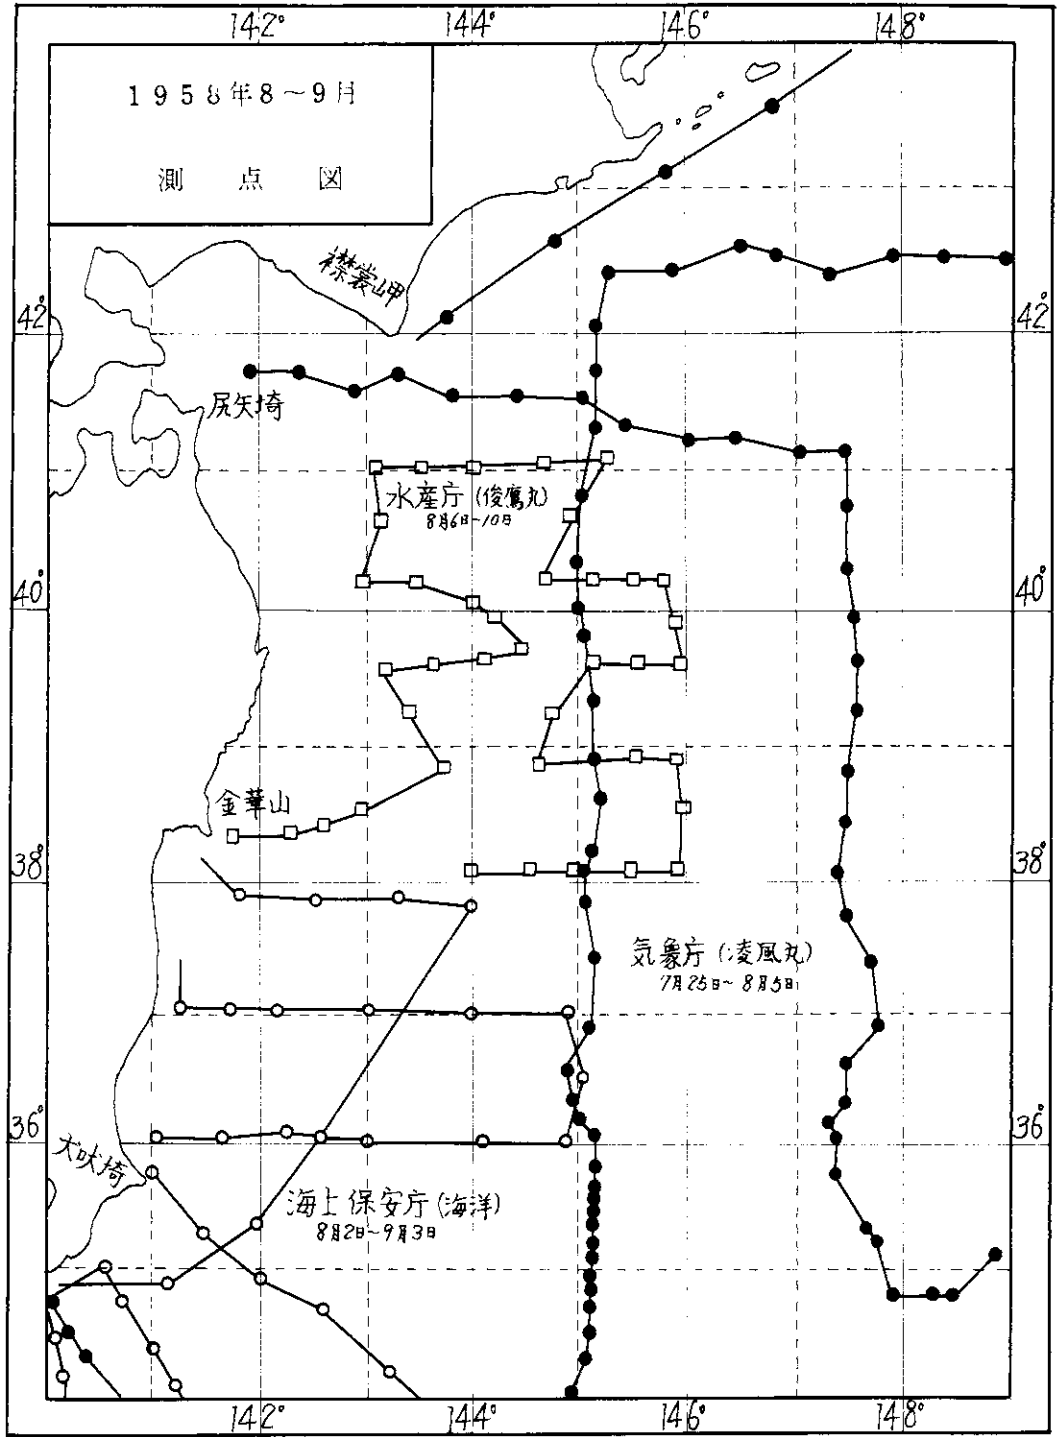 142° 144° 146° 148°
1958年8～9月
測点図
襟裳岬
42° 42°
尻矢埼
水産庁(俊鷹丸)
8月6日～10日
40° 40°
金華山
38° 38°
気象庁(凌風丸)
7月25日～8月5日
36° 36°
犬吠埼
海上保安庁(海洋)
8月2日～9月3日
142° 144° 146° 148°